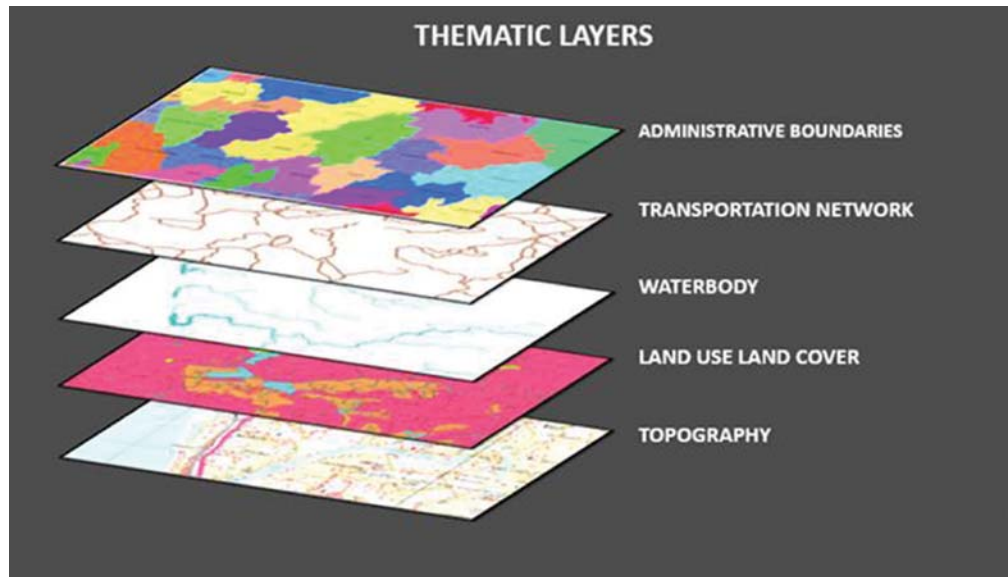 THEMATIC LAYERS
ADMINISTRATIVE BOUNDARIES
TRANSPORTATION NETWORK
WATERBODY
LAND USE LAND COVER
TOPOGRAPHY